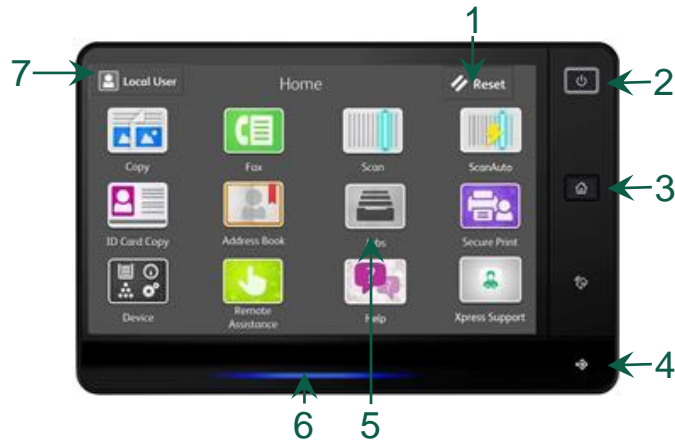 1
7
Local User
Home
Reset
2
Copy
Fax
Scan
ScanAuto
3
ID Card Copy
Address Book
Jobs
Secure Print
Device
Remote
Assistance
Help
Xpress Support
4
6
5